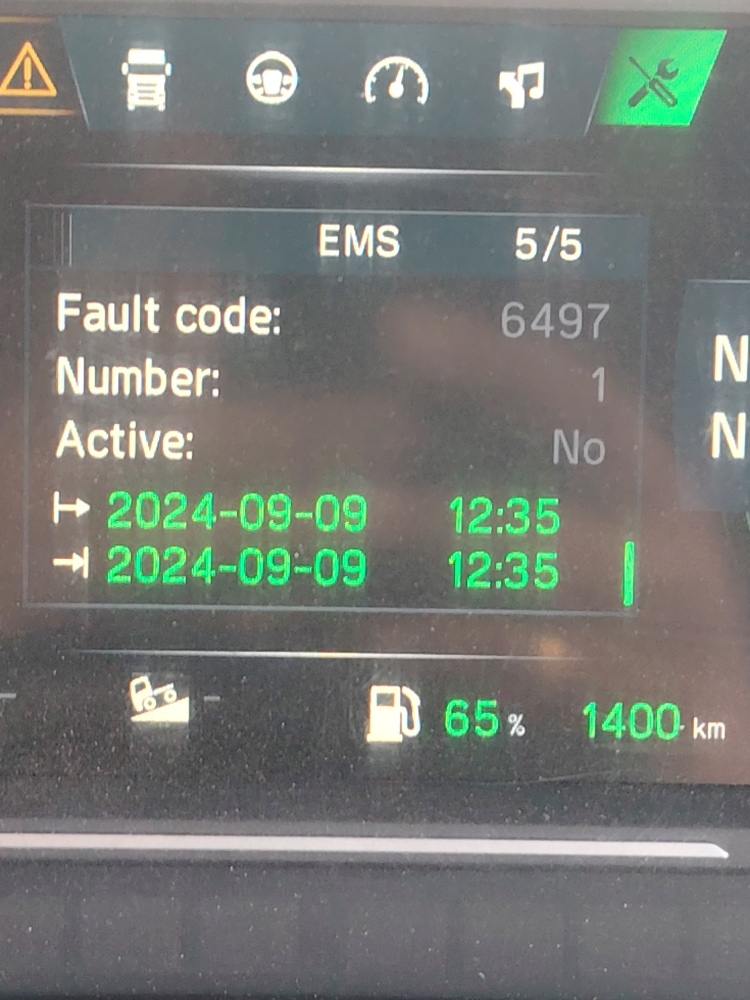 EMS 5/5
Fault code: 6497
Number: 1
Active: No
2024-09-09 12:35
2024-09-09 12:35
N
N
65 % 1400 km